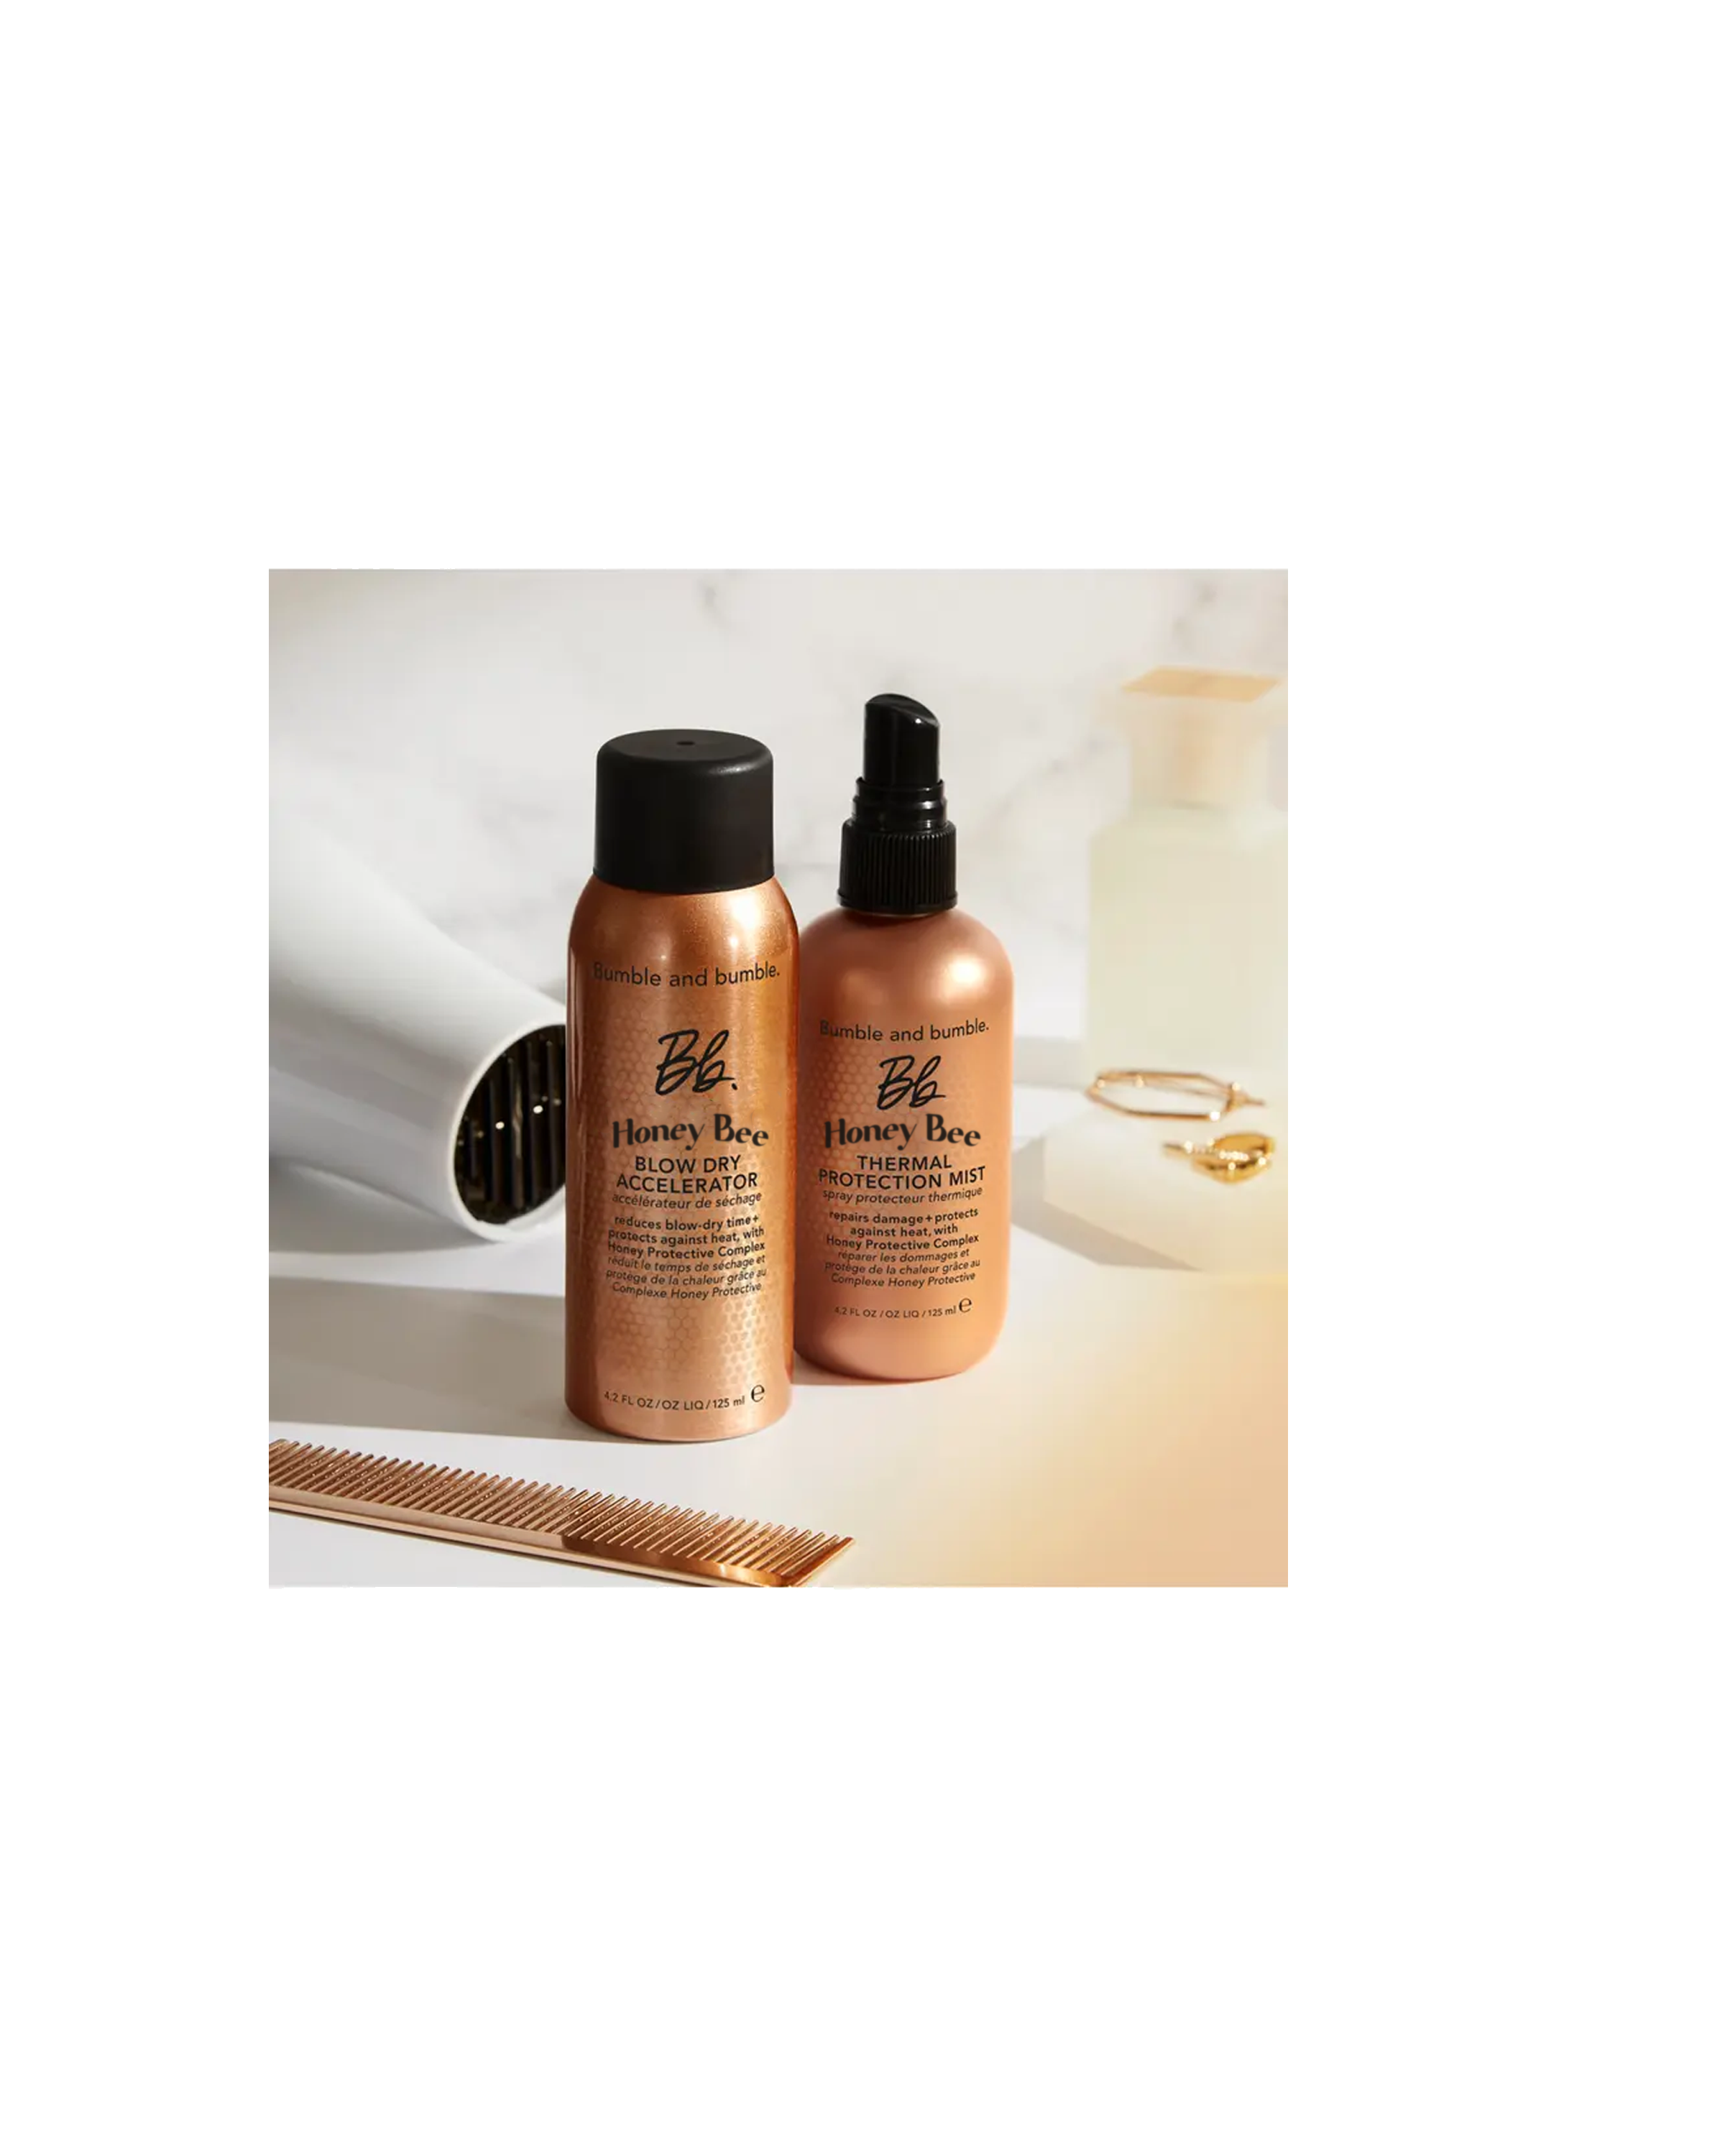 Bumble and bumble.
Bb.
Honey Bee
BLOW DRY
ACCELERATOR
accélérateur de séchage
reduces blow-dry time+
protects against heat, with
Honey Protective Complex
réduit le temps de séchage et
protège de la chaleur grâce au
Complexe Honey Protective
4.2 FL OZ/OZ LIQ/125 ml ℮
Bumble and bumble.
Bb
Honey Bee
THERMAL
PROTECTION MIST
spray protecteur thermique
repairs damage+protects
against heat, with
Honey Protective Complex
réparer les dommages et
protège de la chaleur grâce au
Complexe Honey Protective
4.2 FL OZ/OZ LIQ/125 ml ℮